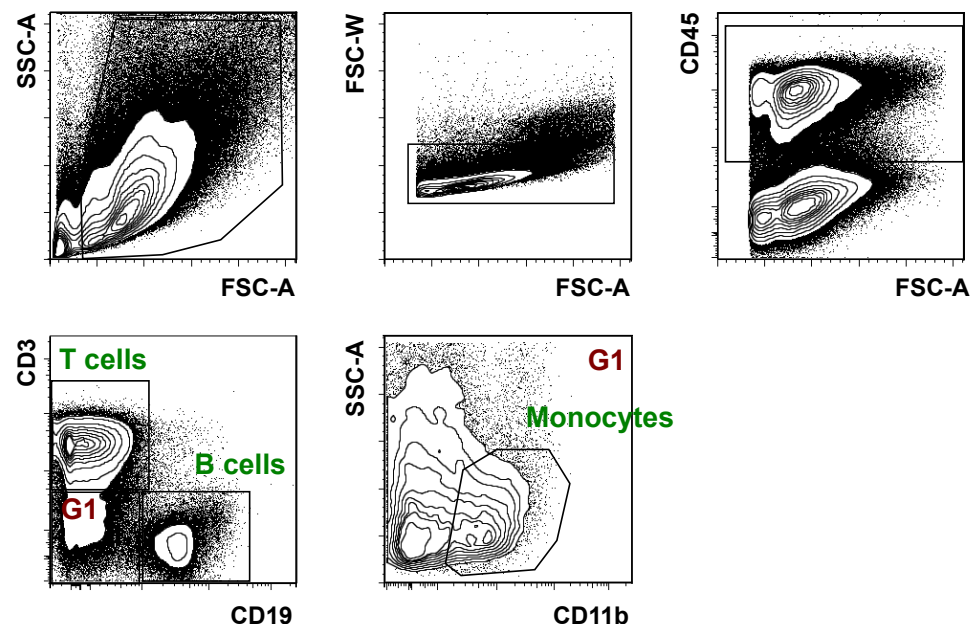 SSC-A
FSC-A
FSC-W
FSC-A
CD45
FSC-A
CD3
T cells
B cells
G1
CD19
SSC-A
G1
Monocytes
CD11b